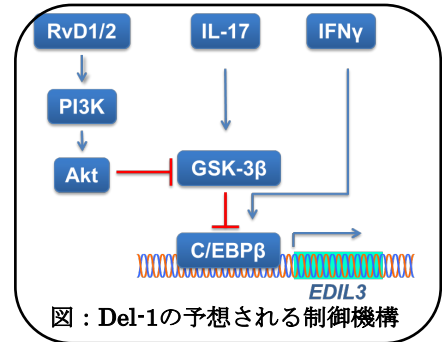 RvD1/2 IL-17 IFNγ
PI3K
Akt GSK-3β
C/EBPβ
EDIL3
図：Del-1の予想される制御機構